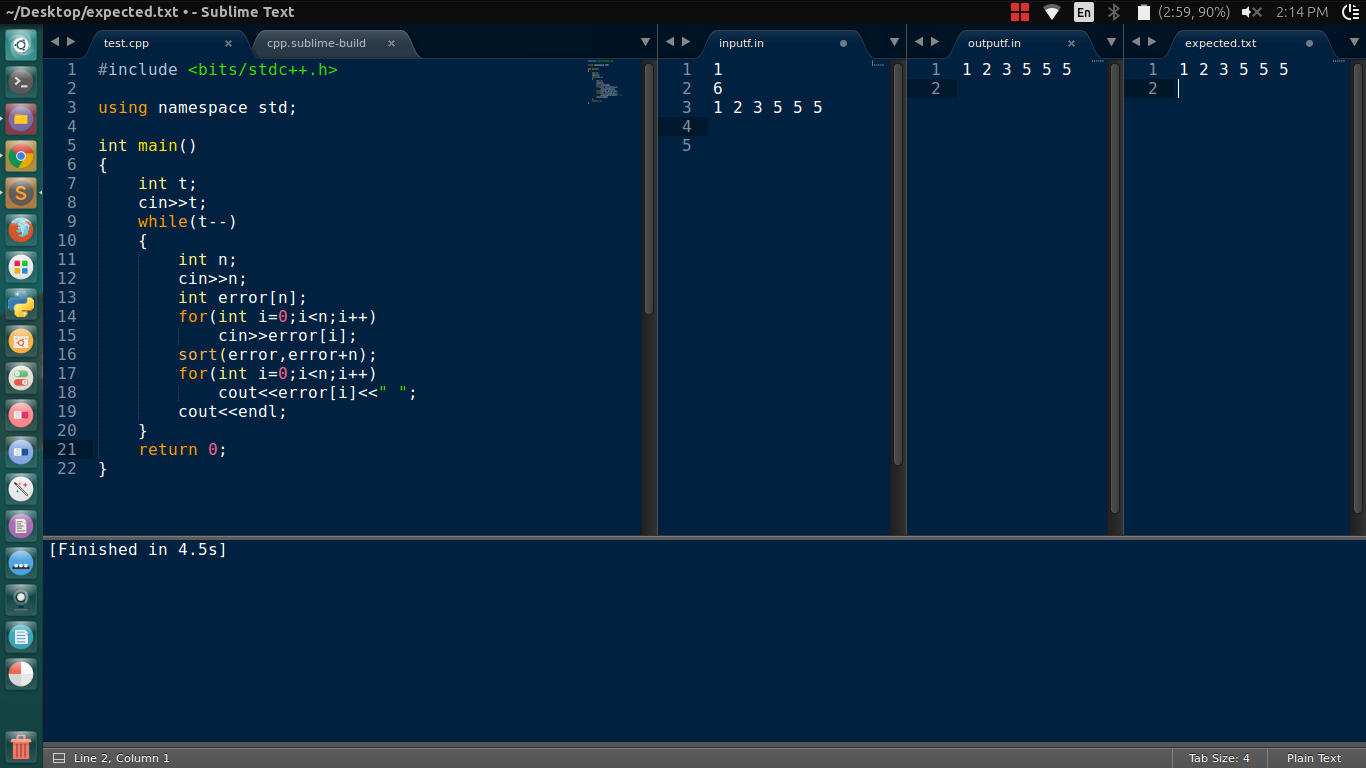 ~/Desktop/expected.txt • - Sublime Text
En
(2:59, 90%)
2:14 PM
test.cpp
cpp.sublime-build
1 #include <bits/stdc++.h>
2
3 using namespace std;
4
5 int main()
6 {
7 int t;
8 cin>>t;
9 while(t--)
10 {
11 int n;
12 cin>>n;
13 int error[n];
14 for(int i=0;i<n;i++)
15 cin>>error[i];
16 sort(error,error+n);
17 for(int i=0;i<n;i++)
18 cout<<error[i]<<" ";
19 cout<<endl;
20 }
21 return 0;
22 }
inputf.in
1 1
2 6
3 1 2 3 5 5 5
4
5
outputf.in
1 1 2 3 5 5 5
2
expected.txt
1 1 2 3 5 5 5
2
[Finished in 4.5s]
Line 2, Column 1
Tab Size: 4
Plain Text